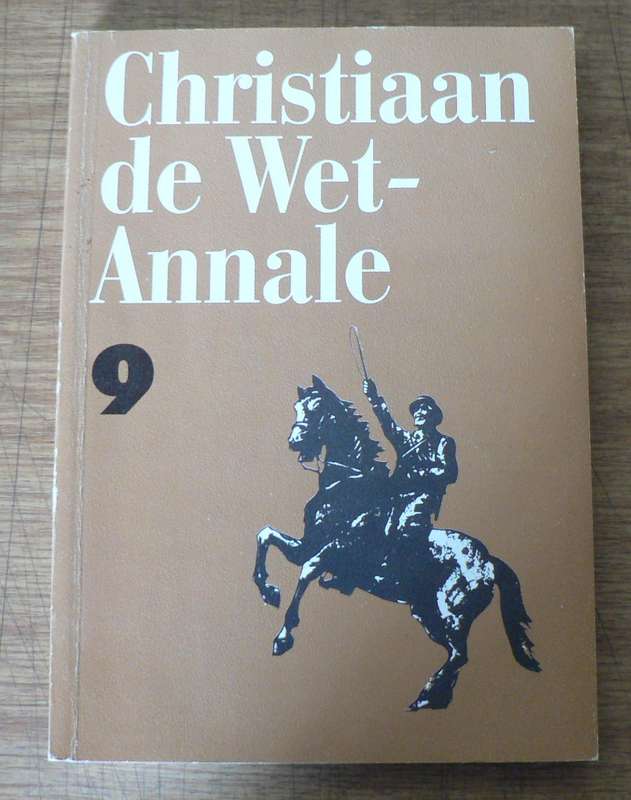 Christiaan
de Wet-
Annale
9